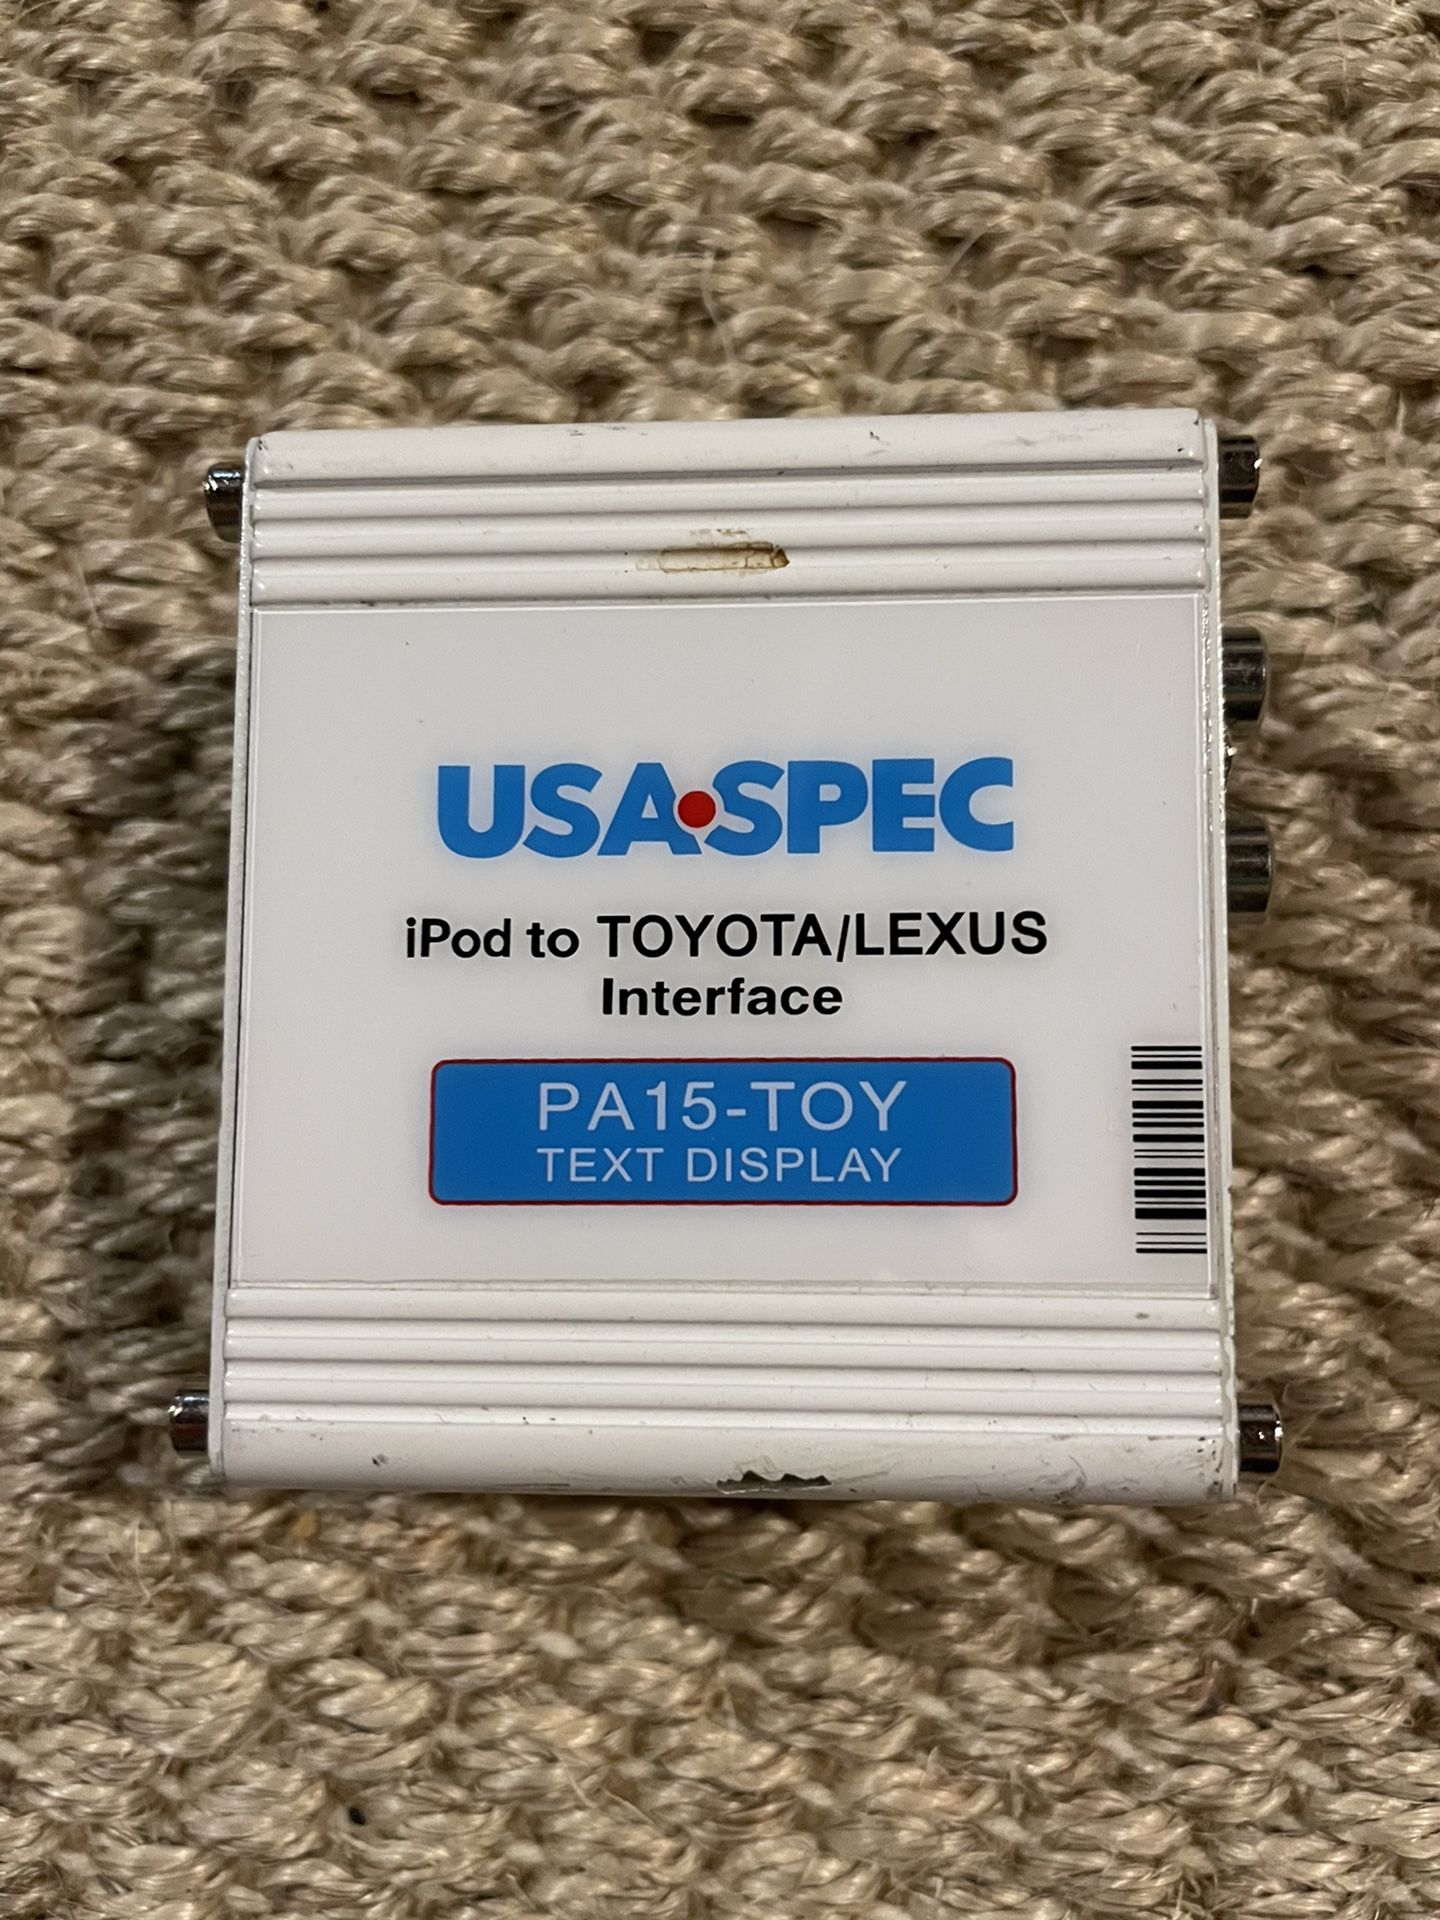 USA SPEC
iPod to TOYOTA/LEXUS
Interface
PA15-TOY
TEXT DISPLAY